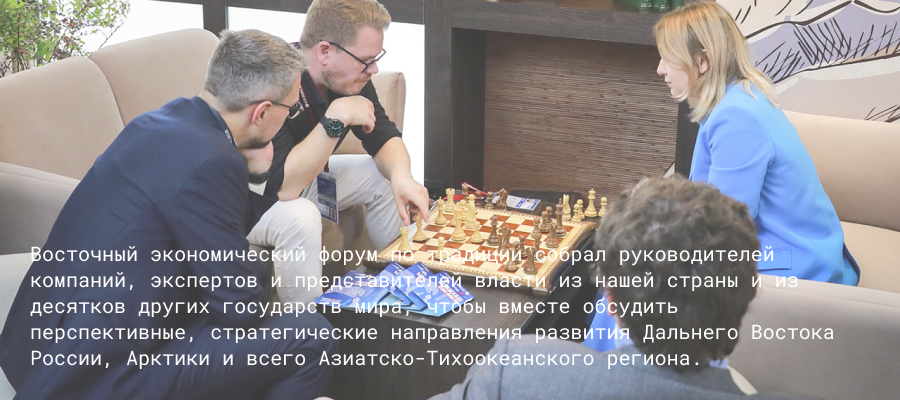 Восточный экономический форум по традиции собрал руководителей
компаний, экспертов и представителей власти из нашей страны и из
десятков других государств мира, чтобы вместе обсудить
перспективные, стратегические направления развития Дальнего Востока
России, Арктики и всего Азиатско-Тихоокеанского региона.